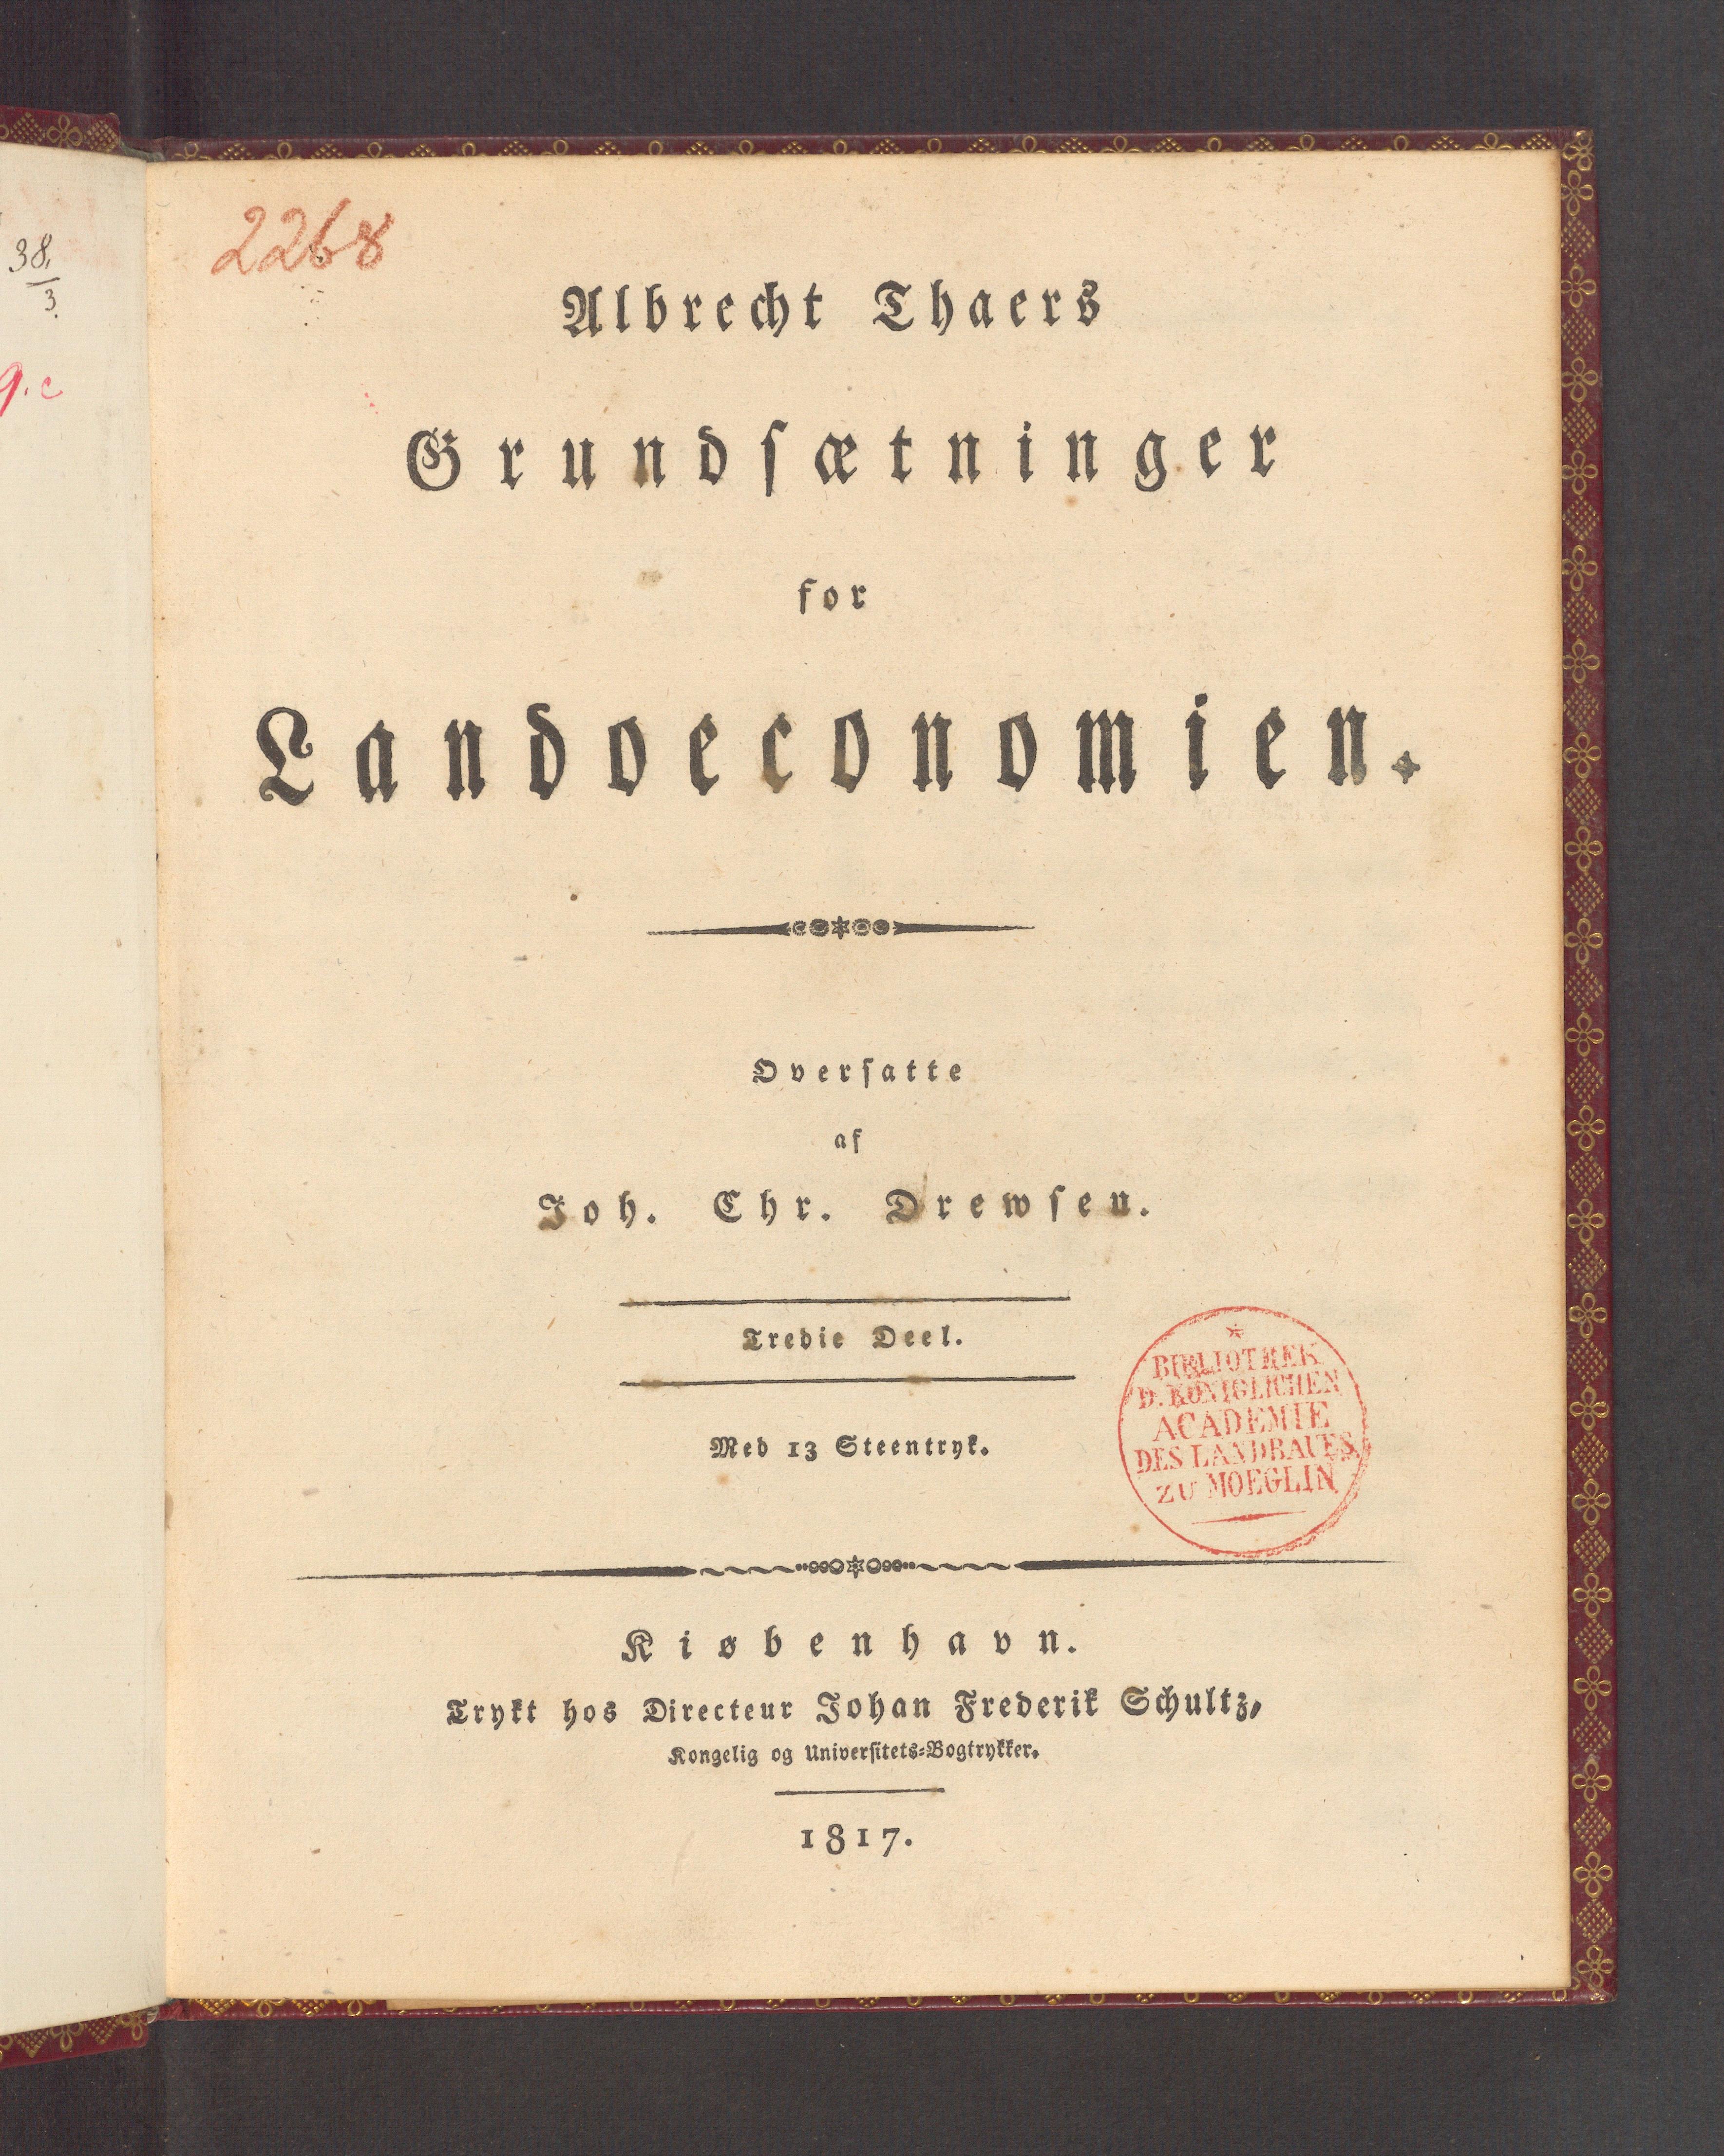 38.
3.
9.c
2268
Albrecht Thaers
Grundsætninger
for
Landoeconomien.
Oversatte
af
Joh. Chr. Drewsen.
Tredie Deel.
Med 13 Steentryk.
BIBLIOTHEK
D. KÖNIGLICHEN
ACADEMIE
DES LANDBAUES
ZU MOEGLIN
Kiøbenhavn.
Trykt hos Directeur Johan Frederik Schultz,
Kongelig og Universitets-Bogtrykker.
1817.